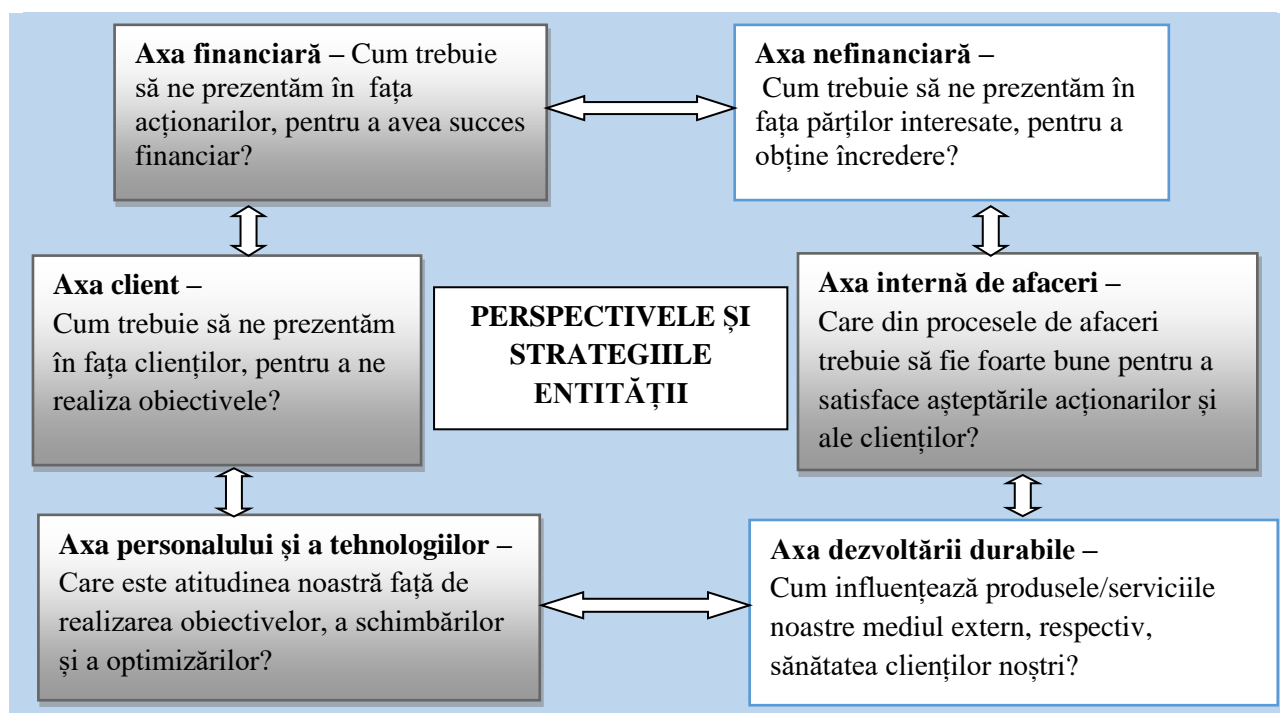 Axa financiară – Cum trebuie
să ne prezentăm în fața
acționarilor, pentru a avea succes
financiar?
Axa nefinanciară –
Cum trebuie să ne prezentăm în
fața părților interesate, pentru a
obține încredere?
Axa client –
Cum trebuie să ne prezentăm
în fața clienților, pentru a ne
realiza obiectivele?
PERSPECTIVELE ȘI
STRATEGIILE
ENTITĂȚII
Axa internă de afaceri –
Care din procesele de afaceri
trebuie să fie foarte bune pentru a
satisface așteptările acționarilor și
ale clienților?
Axa personalului și a tehnologiilor –
Care este atitudinea noastră față de
realizarea obiectivelor, a schimbărilor
și a optimizărilor?
Axa dezvoltării durabile –
Cum influențează produsele/serviciile
noastre mediul extern, respectiv,
sănătatea clienților noștri?